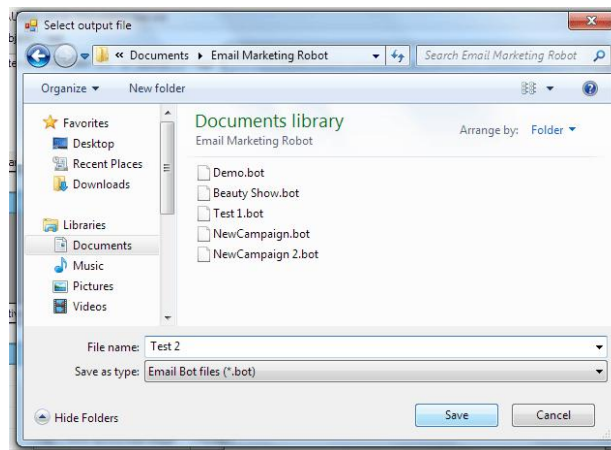 Select output file
« Documents ▸ Email Marketing Robot
Search Email Marketing Robot
Organize
New folder
Favorites
Desktop
Recent Places
Downloads
Libraries
Documents
Music
Pictures
Videos
Documents library
Email Marketing Robot
Arrange by: Folder
Demo.bot
Beauty Show.bot
Test 1.bot
NewCampaign.bot
NewCampaign 2.bot
File name: Test 2
Save as type: Email Bot files (*.bot)
Hide Folders
Save
Cancel